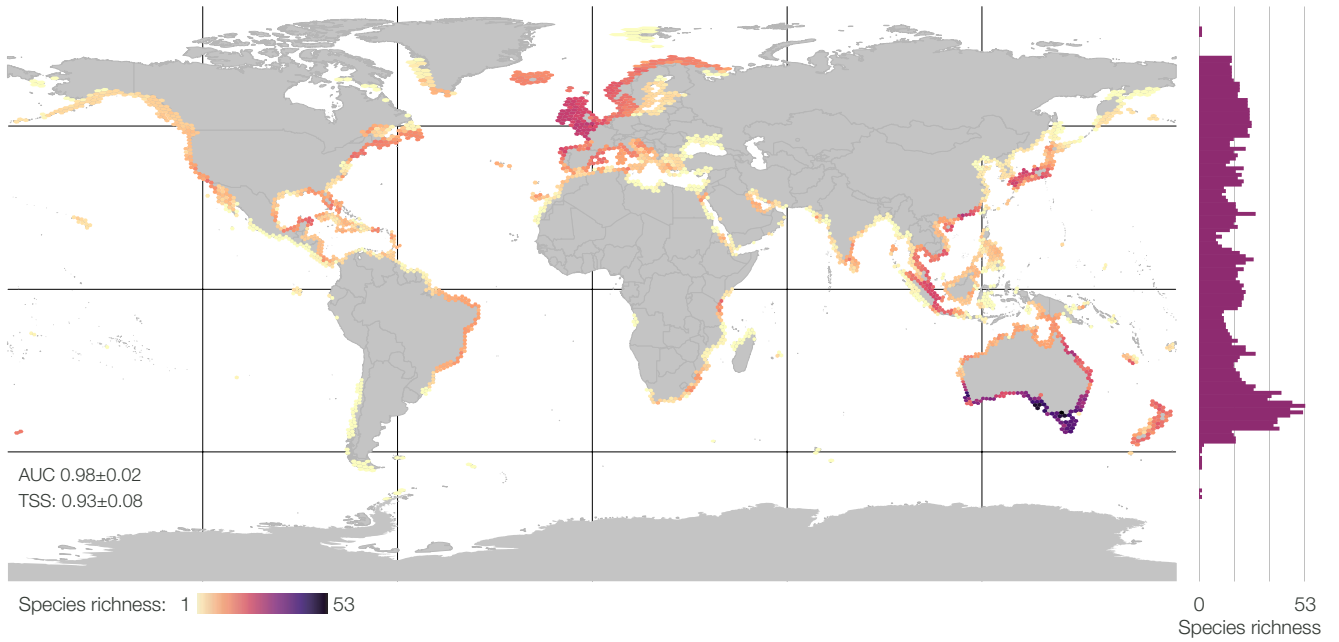 AUC 0.98±0.02
TSS: 0.93±0.08
Species richness: 1 53
0 53
Species richness